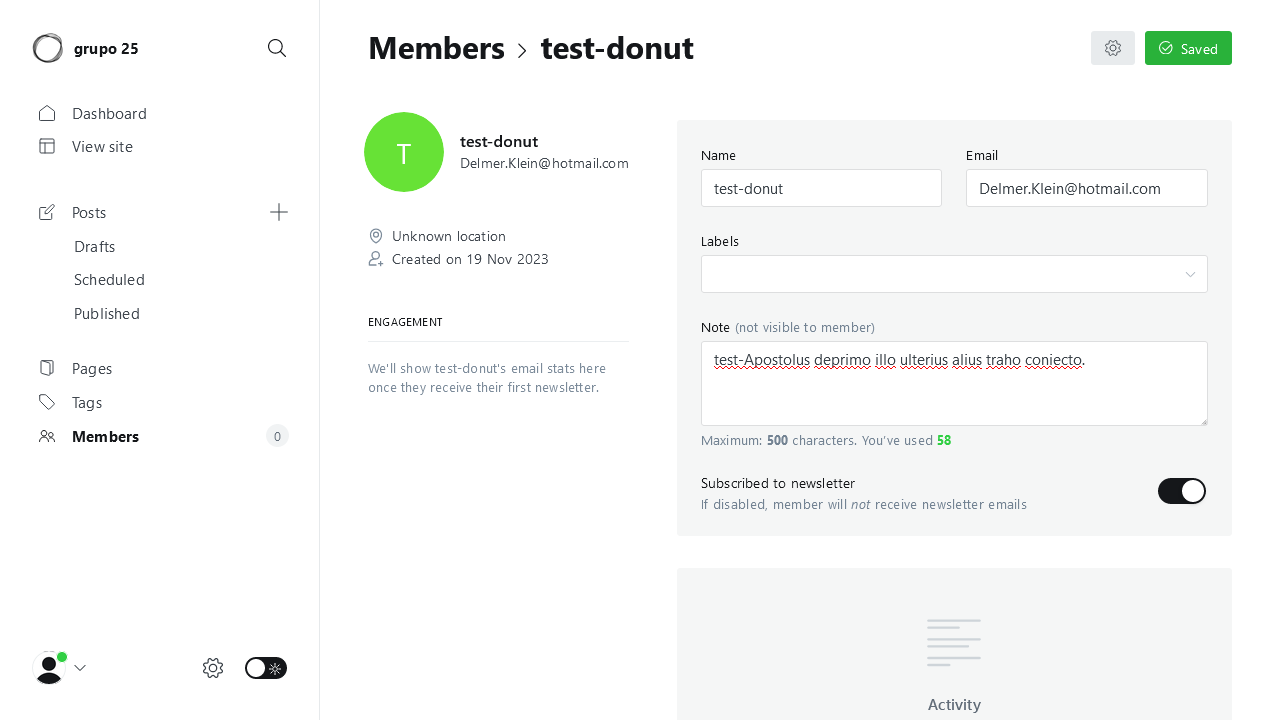 grupo 25
Dashboard
View site
Posts
Drafts
Scheduled
Published
Pages
Tags
Members
0
Members
test-donut
Saved
T
test-donut
Delmer.Klein@hotmail.com
Unknown location
Created on 19 Nov 2023
ENGAGEMENT
We'll show test-donut's email stats here
once they receive their first newsletter.
Name
Email
test-donut
Delmer.Klein@hotmail.com
Labels
Note (not visible to member)
test-Apostolus deprimo illo ulterius alius traho coniecto.
Maximum: 500 characters. You've used 58
Subscribed to newsletter
If disabled, member will not receive newsletter emails
Activity